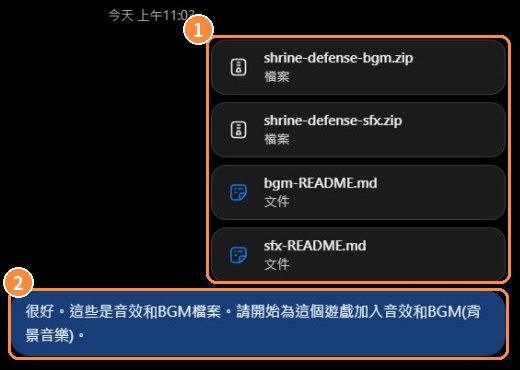 今天 上午11:02
1
shrine-defense-bgm.zip
檔案
shrine-defense-sfx.zip
檔案
bgm-README.md
文件
sfx-README.md
文件
2
很好。這些是音效和BGM檔案。請開始為這個遊戲加入音效和BGM(背
景音樂)。